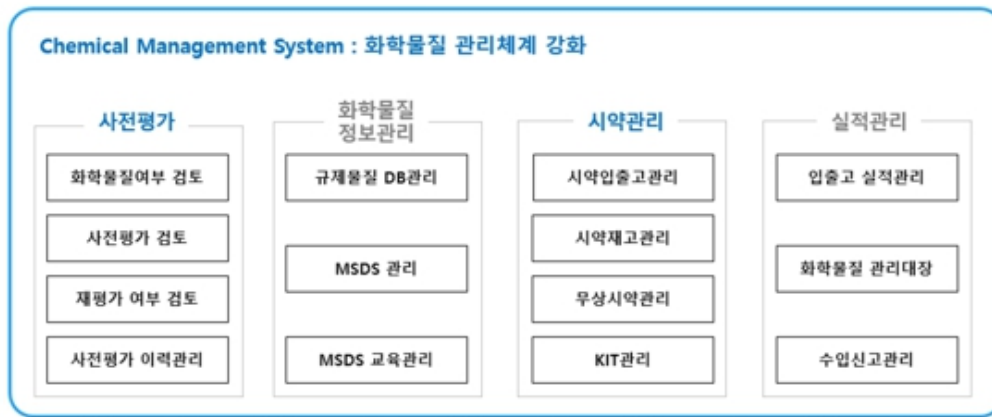 Chemical Management System : 화학물질 관리체계 강화
사전평가
화학물질여부 검토
사전평가 검토
재평가 여부 검토
사전평가 이력관리
화학물질
정보관리
규제물질 DB관리
MSDS 관리
MSDS 교육관리
시약관리
시약입출고관리
시약재고관리
무상시약관리
KIT관리
실적관리
입출고 실적관리
화학물질 관리대장
수입신고관리